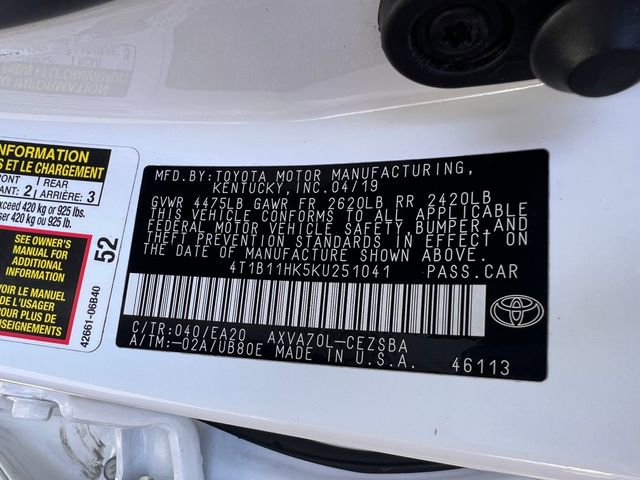 INFORMATION
ES ET LE CHARGEMENT
REAR
2
ARRIÈRE: 3
exceed 420 kg or 925 lbs.
420 kg ou 925 lb.
SEE OWNER'S
MANUAL FOR
ADDITIONAL
INFORMATION
VOIR LE MANUEL
DE L'USAGER
POUR PLUS DE
RENSEIGNEMENTS
52
42661-06B40
MFD.BY:TOYOTA MOTOR MANUFACTURING,
KENTUCKY,INC.04/19
GVWR 4475LB GAWR FR 2620LB RR 2420LB
THIS VEHICLE CONFORMS TO ALL APPLICABLE
FEDERAL MOTOR VEHICLE SAFETY,BUMPER,AND
THEFT PREVENTION STANDARDS IN EFFECT ON
THE DATE OF MANUFACTURE SHOWN ABOVE.
4T1B11HK5KU251041 PASS.CAR
C/TR:040/EA20 AXVA70L-CEZSBA
A/TM:-02A/UB80E MADE IN U.S.A.
46113